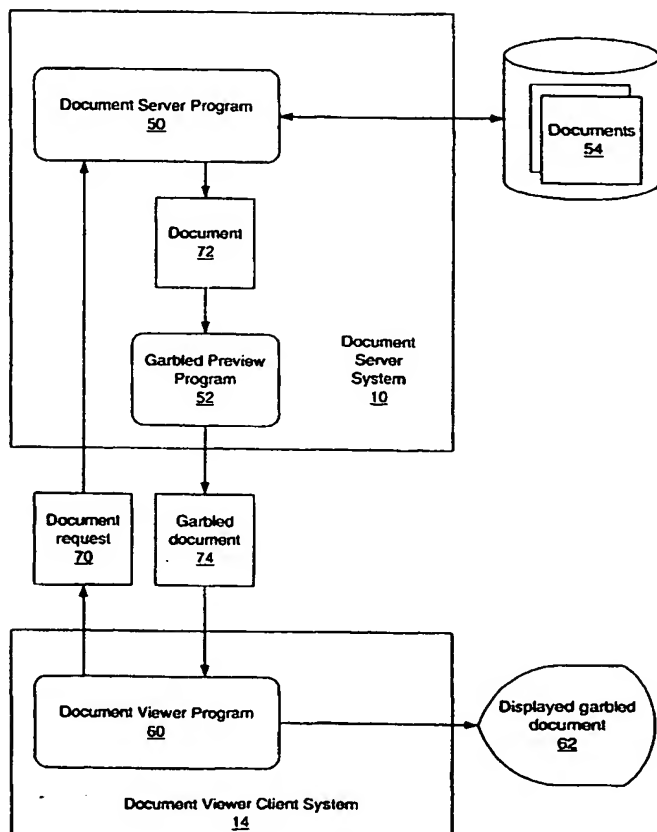 Document Server Program
50
Documents
54
Document
72
Garbled Preview
Program
52
Document
Server
System
10
Document
request
70
Garbled
document
74
Document Viewer Program
60
Displayed garbled
document
62
Document Viewer Client System
14